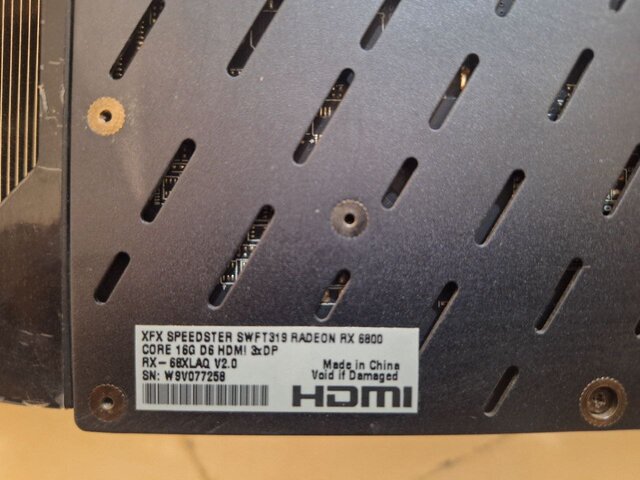 XFX SPEEDSTER SWFT319 RADEON RX 6800
CORE 16G D6 HDMI 3xDP
RX-68XLAQ V2.0
SN: W9V077258
Made in China
Void if Damaged
HDMI